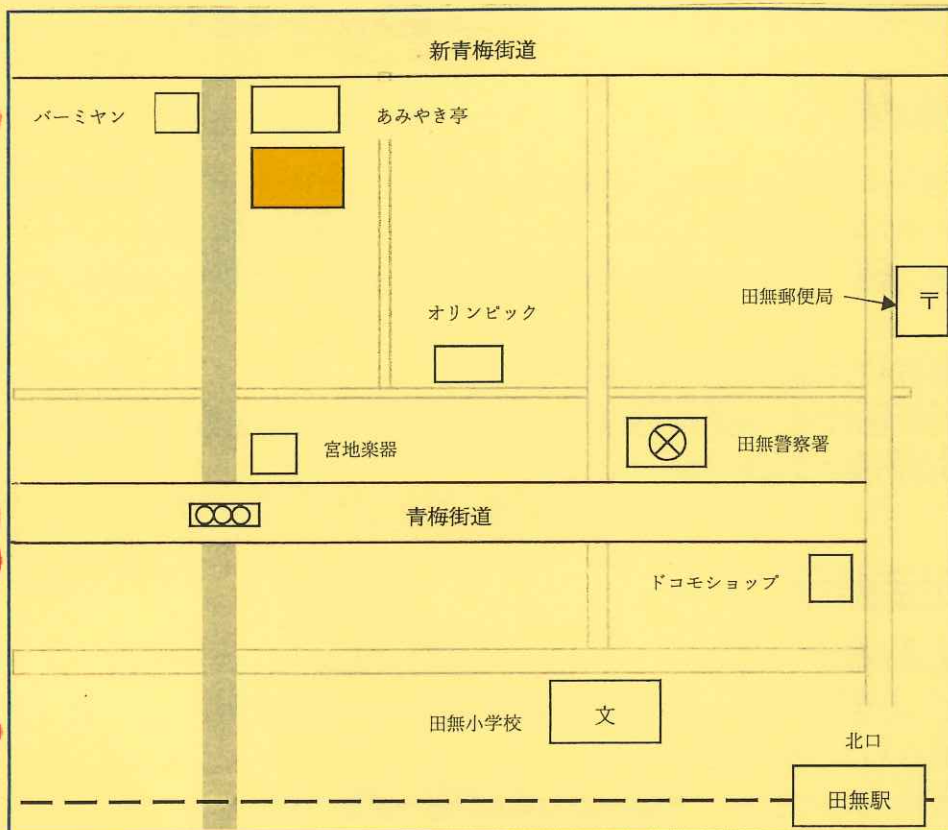 新青梅街道
バーミヤン
あみやき亭
田無郵便局
〒
オリンピック
宮地楽器
田無警察署
青梅街道
ドコモショップ
田無小学校
文
北口
田無駅